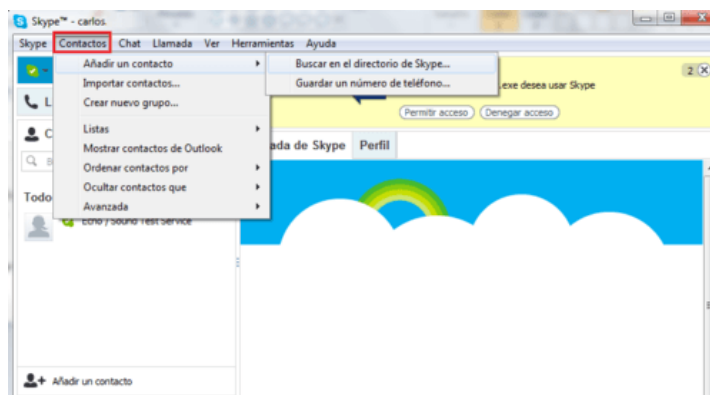 Skype™ - carlos
Skype Contactos Chat Llamada Ver Herramientas Ayuda
Añadir un contacto
Buscar en el directorio de Skype...
Importar contactos...
Guardar un número de teléfono...
.exe desea usar Skype
2
Crear nuevo grupo...
Permitir acceso
Denegar acceso
Listas
Mostrar contactos de Outlook
ada de Skype
Perfil
Ordenar contactos por
Ocultar contactos que
Todo
Avanzada
Echo / Sound Test Service
Añadir un contacto